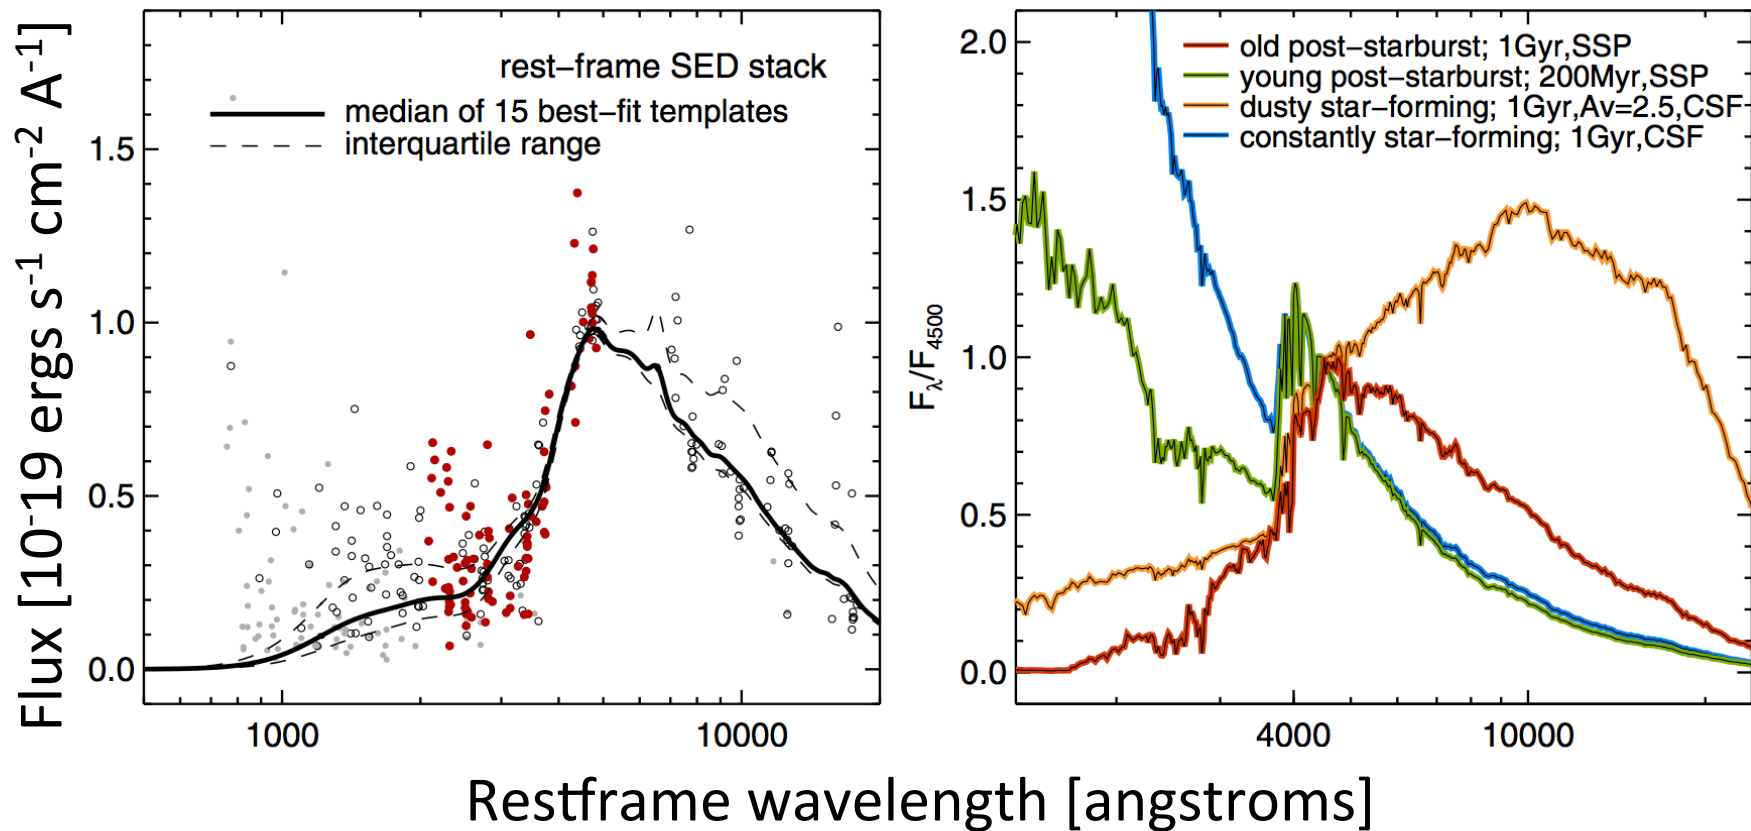 Flux [10-19 ergs s-1 cm-2 A-1]
rest-frame SED stack
median of 15 best-fit templates
interquartile range
1.5
1.0
0.5
0.0
1000
10000
old post-starburst; 1Gyr,SSP
young post-starburst; 200Myr,SSP
dusty star-forming; 1Gyr,Av=2.5,CSF
constantly star-forming; 1Gyr,CSF
Fλ/F4500
2.0
1.5
1.0
0.5
0.0
4000
10000
Restframe wavelength [angstroms]